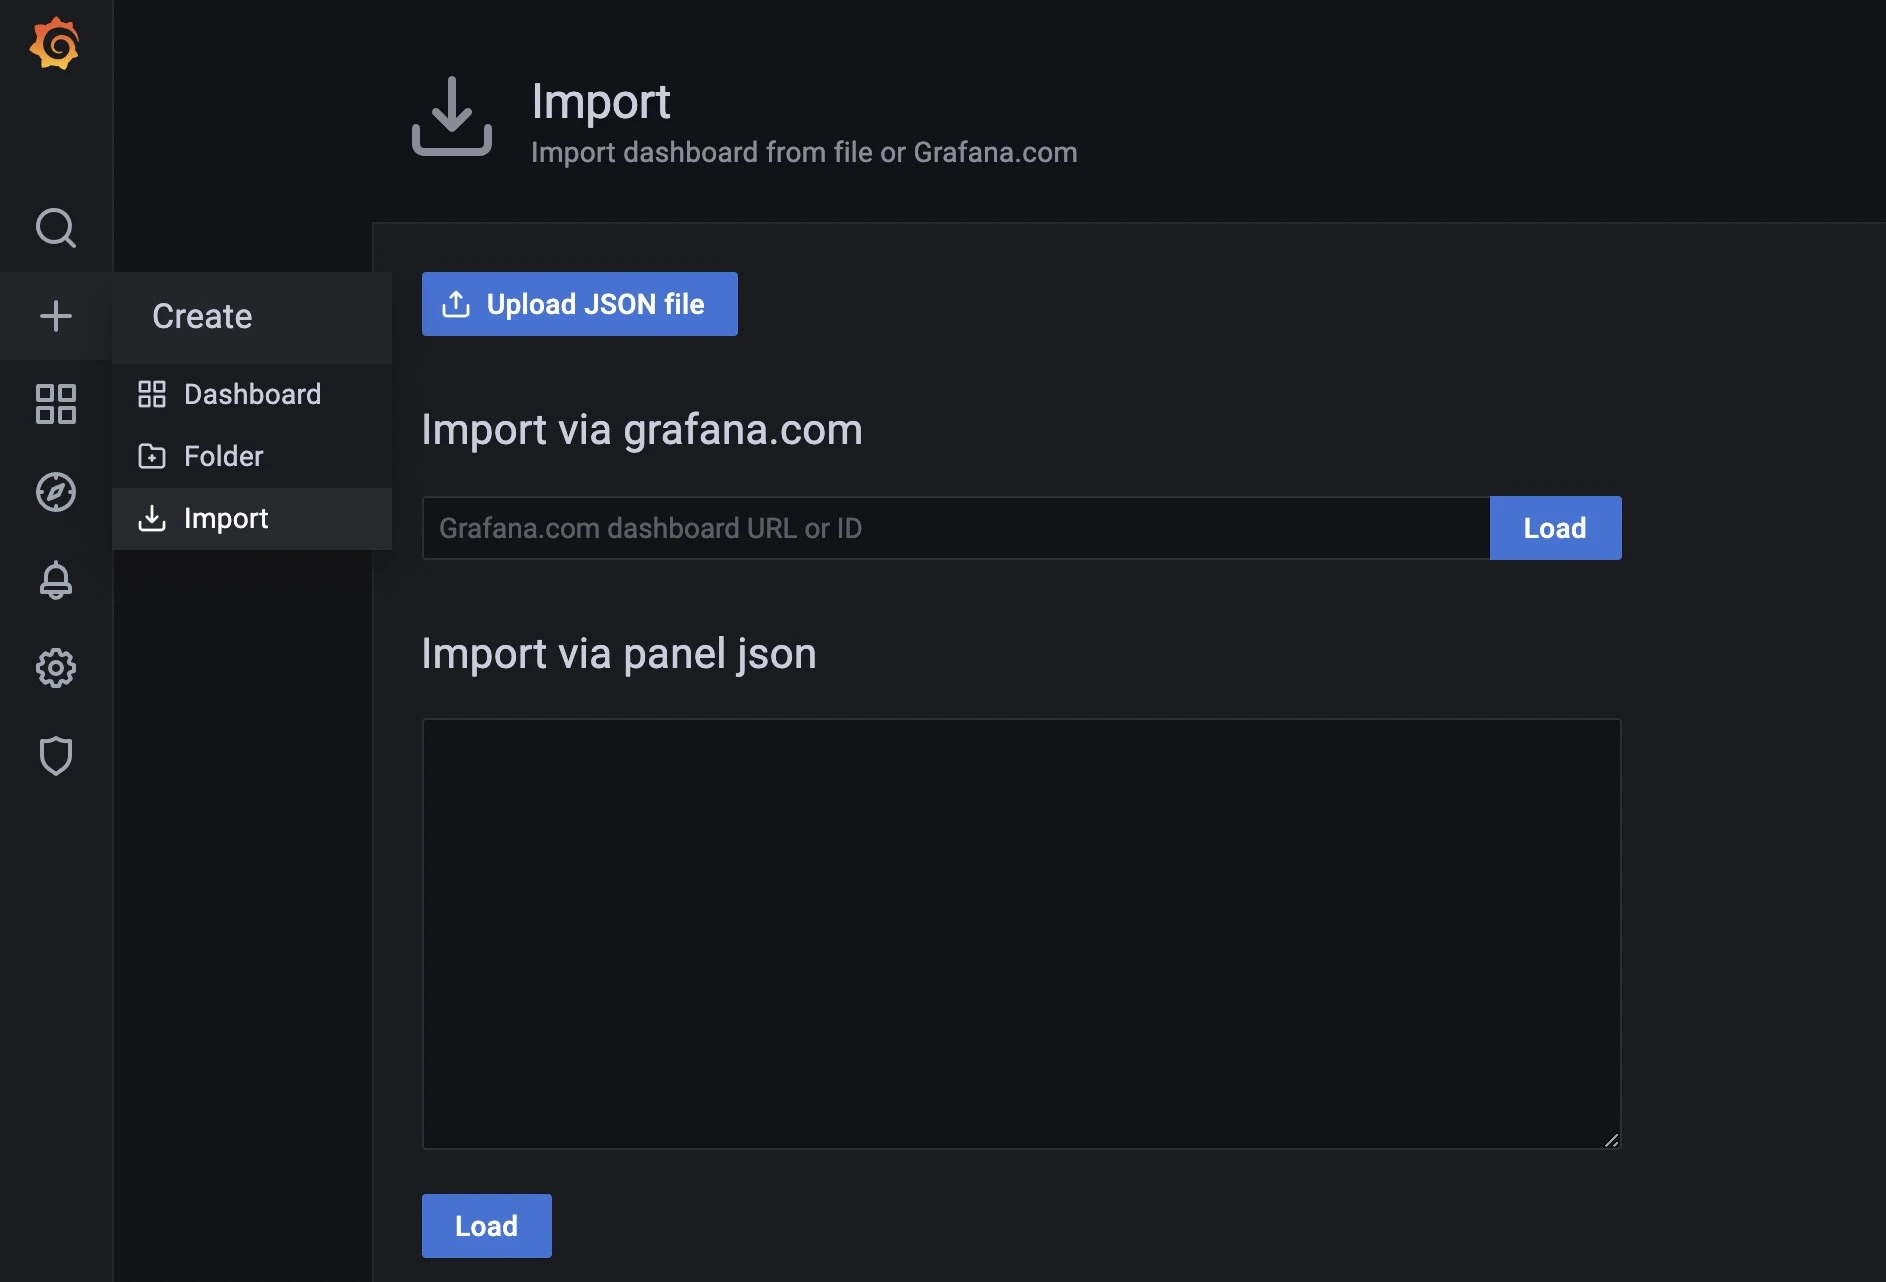 Import
Import dashboard from file or Grafana.com
Create
Dashboard
Folder
Import
Upload JSON file
Import via grafana.com
Grafana.com dashboard URL or ID
Load
Import via panel json
Load